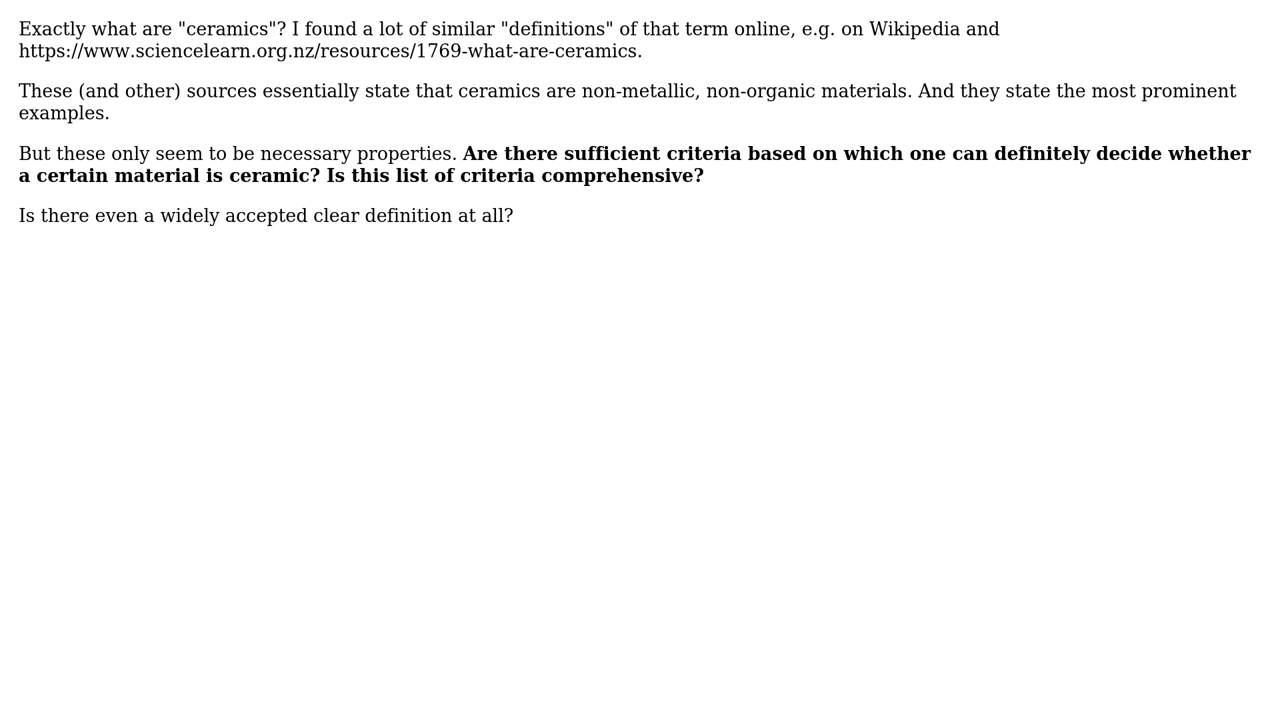 Exactly what are "ceramics"? I found a lot of similar "definitions" of that term online, e.g. on Wikipedia and
https://www.sciencelearn.org.nz/resources/1769-what-are-ceramics.
These (and other) sources essentially state that ceramics are non-metallic, non-organic materials. And they state the most prominent
examples.
But these only seem to be necessary properties. Are there sufficient criteria based on which one can definitely decide whether
a certain material is ceramic? Is this list of criteria comprehensive?
Is there even a widely accepted clear definition at all?